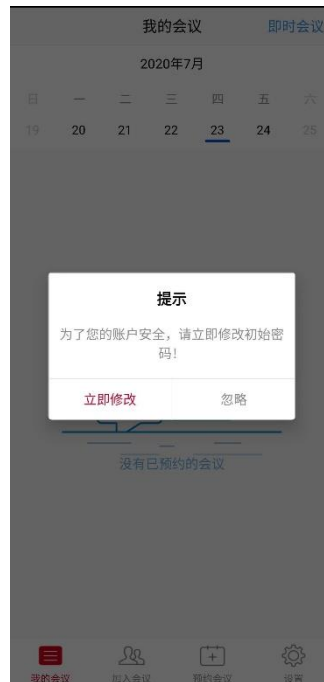 我的会议 即时会议
2020年7月
日 一 二 三 四 五 六
19 20 21 22 23 24 25
提示
为了您的账户安全，请立即修改初始密
码！
立即修改 忽略
没有已预约的会议
我的会议 加入会议 预约会议 设置